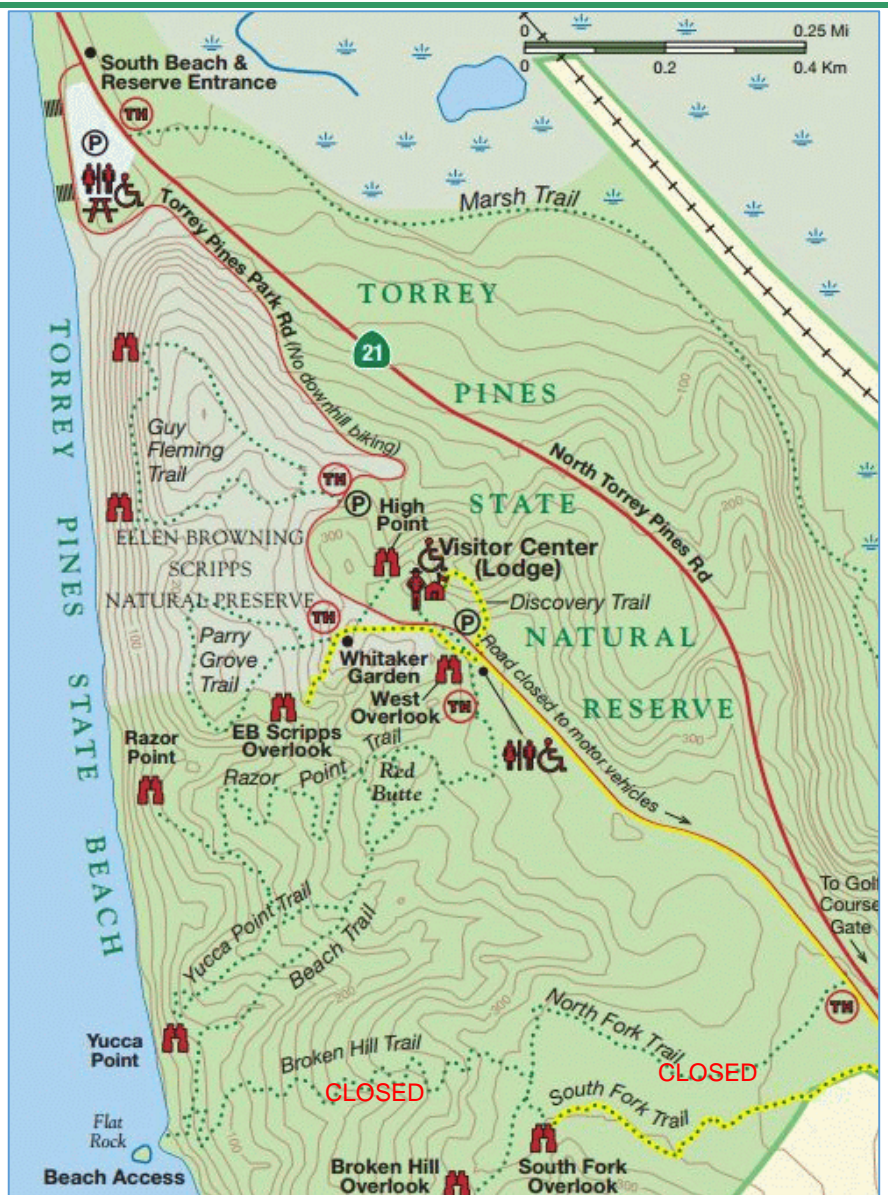 0 0.25 Mi
0 0.2 0.4 Km
South Beach &
Reserve Entrance
TH
P
Marsh Trail
Torrey Pines Park Rd (No downhill biking)
TORREY
21
PINES
100
Guy
Fleming
Trail
North Torrey Pines Rd
TH
P
High
Point
STATE
200
300
ELLEN BROWNING
SCRIPPS
NATURAL PRESERVE
Visitor Center
(Lodge)
Discovery Trail
TH
P
NATURAL
100
Parry
Grove
Trail
Whitaker
Garden
Road closed to motor vehicles
West
Overlook
TH
RESERVE
EB Scripps
Overlook
300
Razor
Point
Razor Point Trail
Red
Butte
TORREY PINES STATE BEACH
To Golf
Course
Gate
Yucca Point Trail
Beach Trail
200
300
TH
Yucca
Point
North Fork Trail
Broken Hill Trail
CLOSED
CLOSED
South Fork Trail
Flat
Rock
100
Beach Access
Broken Hill
Overlook
South Fork
Overlook
300